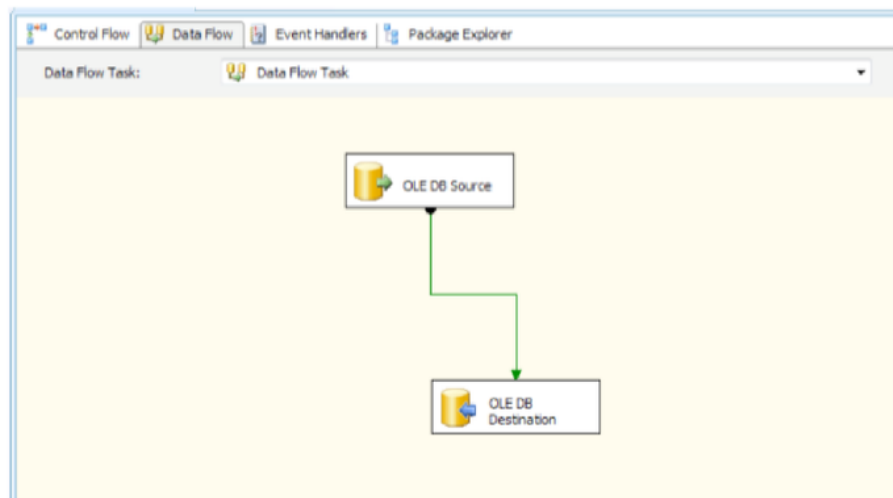 Control Flow Data Flow Event Handlers Package Explorer
Data Flow Task: Data Flow Task
OLE DB Source
OLE DB
Destination